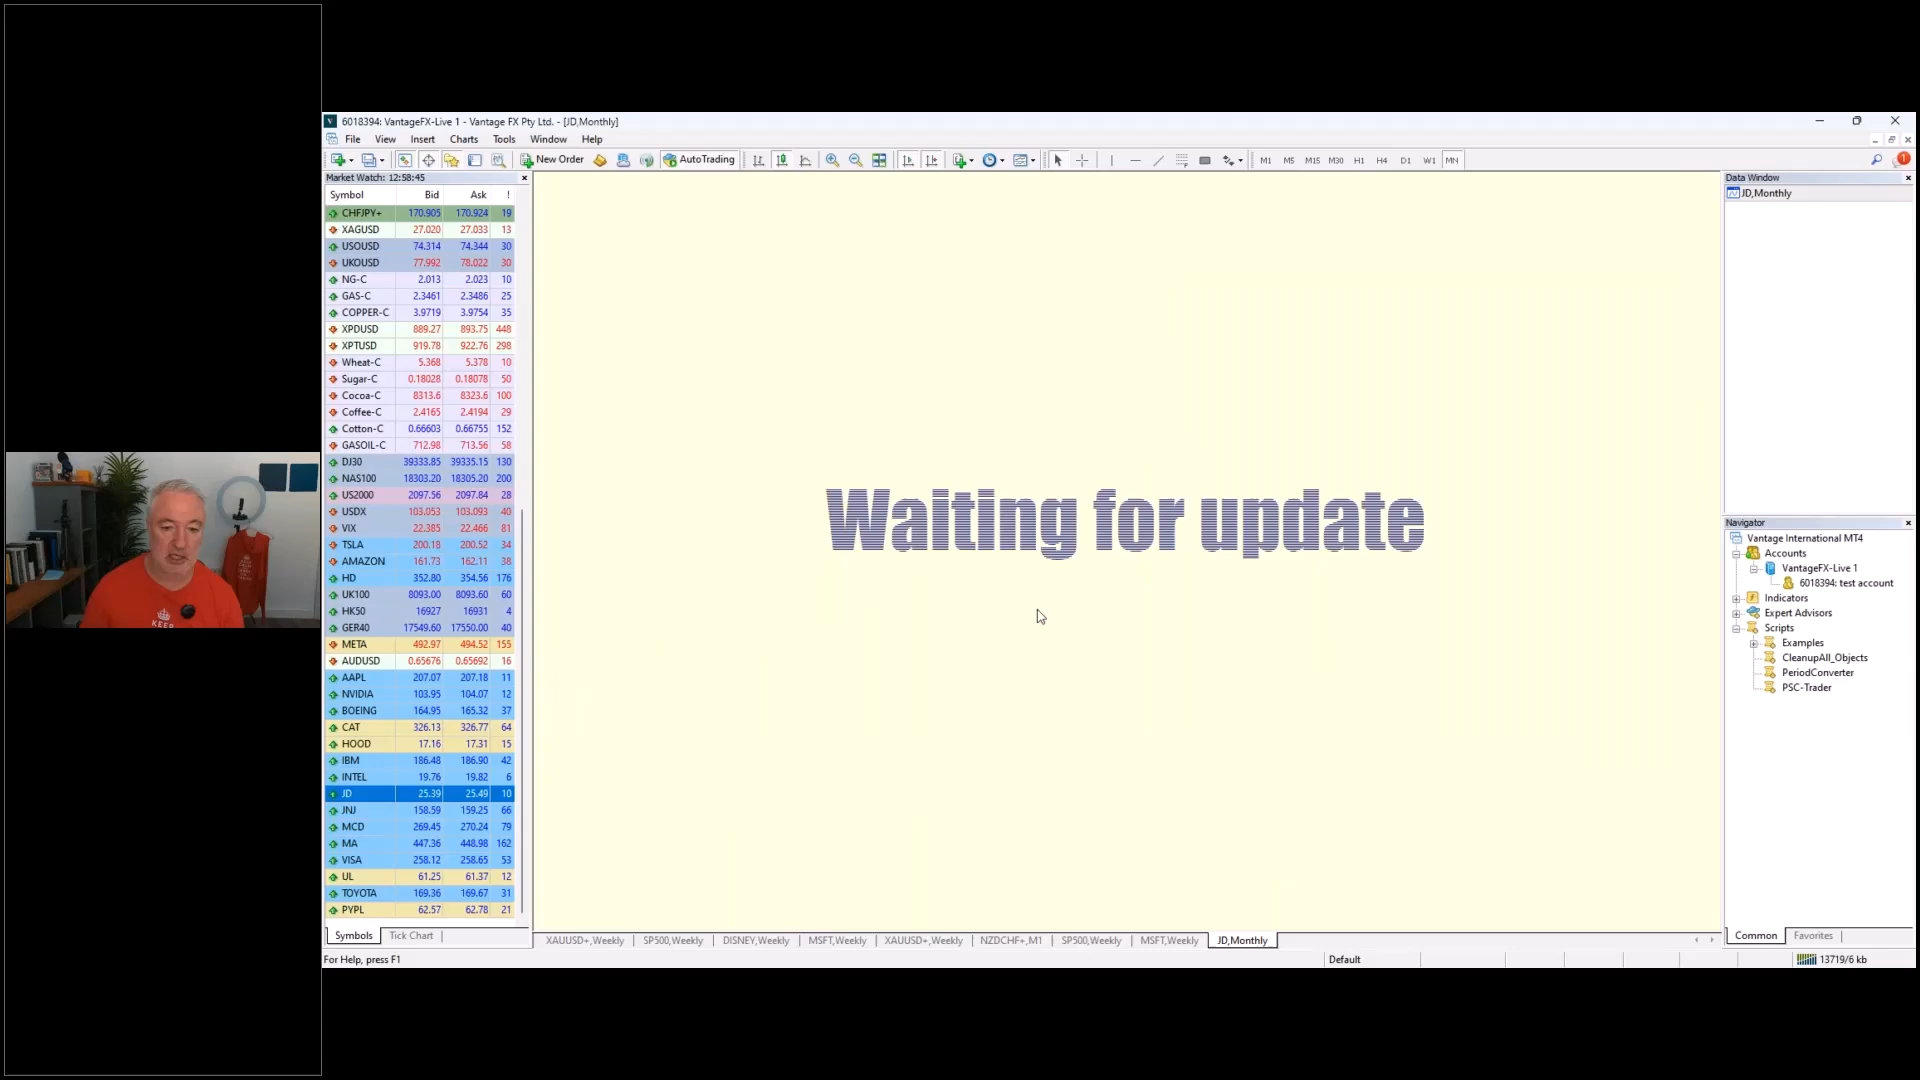 6018394: VantageFX-Live 1 - Vantage FX Pty Ltd. - [JD,Monthly]
File View Insert Charts Tools Window Help
New Order AutoTrading M1 M5 M15 M30 H1 H4 D1 W1 MN 1
Market Watch: 12:58:45
Symbol Bid Ask !
CHFJPY+ 170.905 170.924 19
XAGUSD 27.020 27.033 13
USOUSD 74.314 74.344 30
UKOUSD 77.992 78.022 30
NG-C 2.013 2.023 10
GAS-C 2.3461 2.3486 25
COPPER-C 3.9719 3.9754 35
XPDUSD 889.27 893.75 448
XPTUSD 919.78 922.76 298
Wheat-C 5.368 5.378 10
Sugar-C 0.18028 0.18078 50
Cocoa-C 8313.6 8323.6 100
Coffee-C 2.4165 2.4194 29
Cotton-C 0.66603 0.66755 152
GASOIL-C 712.98 713.56 58
DJ30 39333.85 39335.15 130
NAS100 18303.20 18305.20 200
US2000 2097.56 2097.84 28
USDX 103.053 103.093 40
VIX 22.385 22.466 81
TSLA 200.18 200.52 34
AMAZON 161.73 162.11 38
HD 352.80 354.56 176
UK100 8093.00 8093.60 60
HK50 16927 16931 4
GER40 17549.60 17550.00 40
META 492.97 494.52 155
AUDUSD 0.65676 0.65692 16
AAPL 207.07 207.18 11
NVIDIA 103.95 104.07 12
BOEING 164.95 165.32 37
CAT 326.13 326.77 64
HOOD 17.16 17.31 15
IBM 186.48 186.90 42
INTEL 19.76 19.82 6
JD 25.39 25.49 10
JNJ 158.59 159.25 66
MCD 269.45 270.24 79
MA 447.36 448.98 162
VISA 258.12 258.65 53
UL 61.25 61.37 12
TOYOTA 169.36 169.67 31
PYPL 62.57 62.78 21
Symbols Tick Chart
Waiting for update
XAUUSD+,Weekly SP500,Weekly DISNEY,Weekly MSFT,Weekly XAUUSD+,Weekly NZDCHF+,M1 SP500,Weekly MSFT,Weekly JD,Monthly
Data Window
JD,Monthly
Navigator
Vantage International MT4
Accounts
VantageFX-Live 1
6018394: test account
Indicators
Expert Advisors
Scripts
Examples
CleanupAll_Objects
PeriodConverter
PSC-Trader
Common Favorites
For Help, press F1 Default 13719/6 kb
KEEP